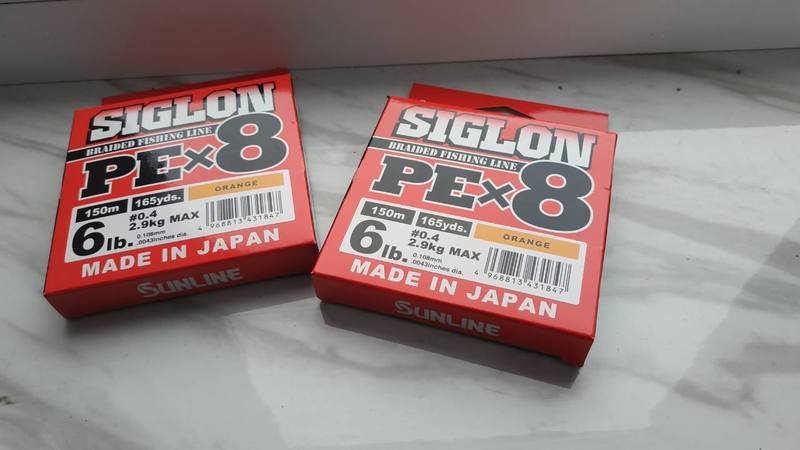 SIGLON
BRAIDED FISHING LINE
PE×8
ORANGE
150m 165yds.
6lb. #0.4
2.9kg MAX
0.108mm
.0043inches dia.
4 968813 431847
MADE IN JAPAN
SUNLINE
SIGLON
BRAIDED FISHING LINE
PE×8
150m 165yds. ORANGE
6lb. #0.4
2.9kg MAX
0.108mm
.0043inches dia.
4 968813 431847
MADE IN JAPAN
SUNLINE